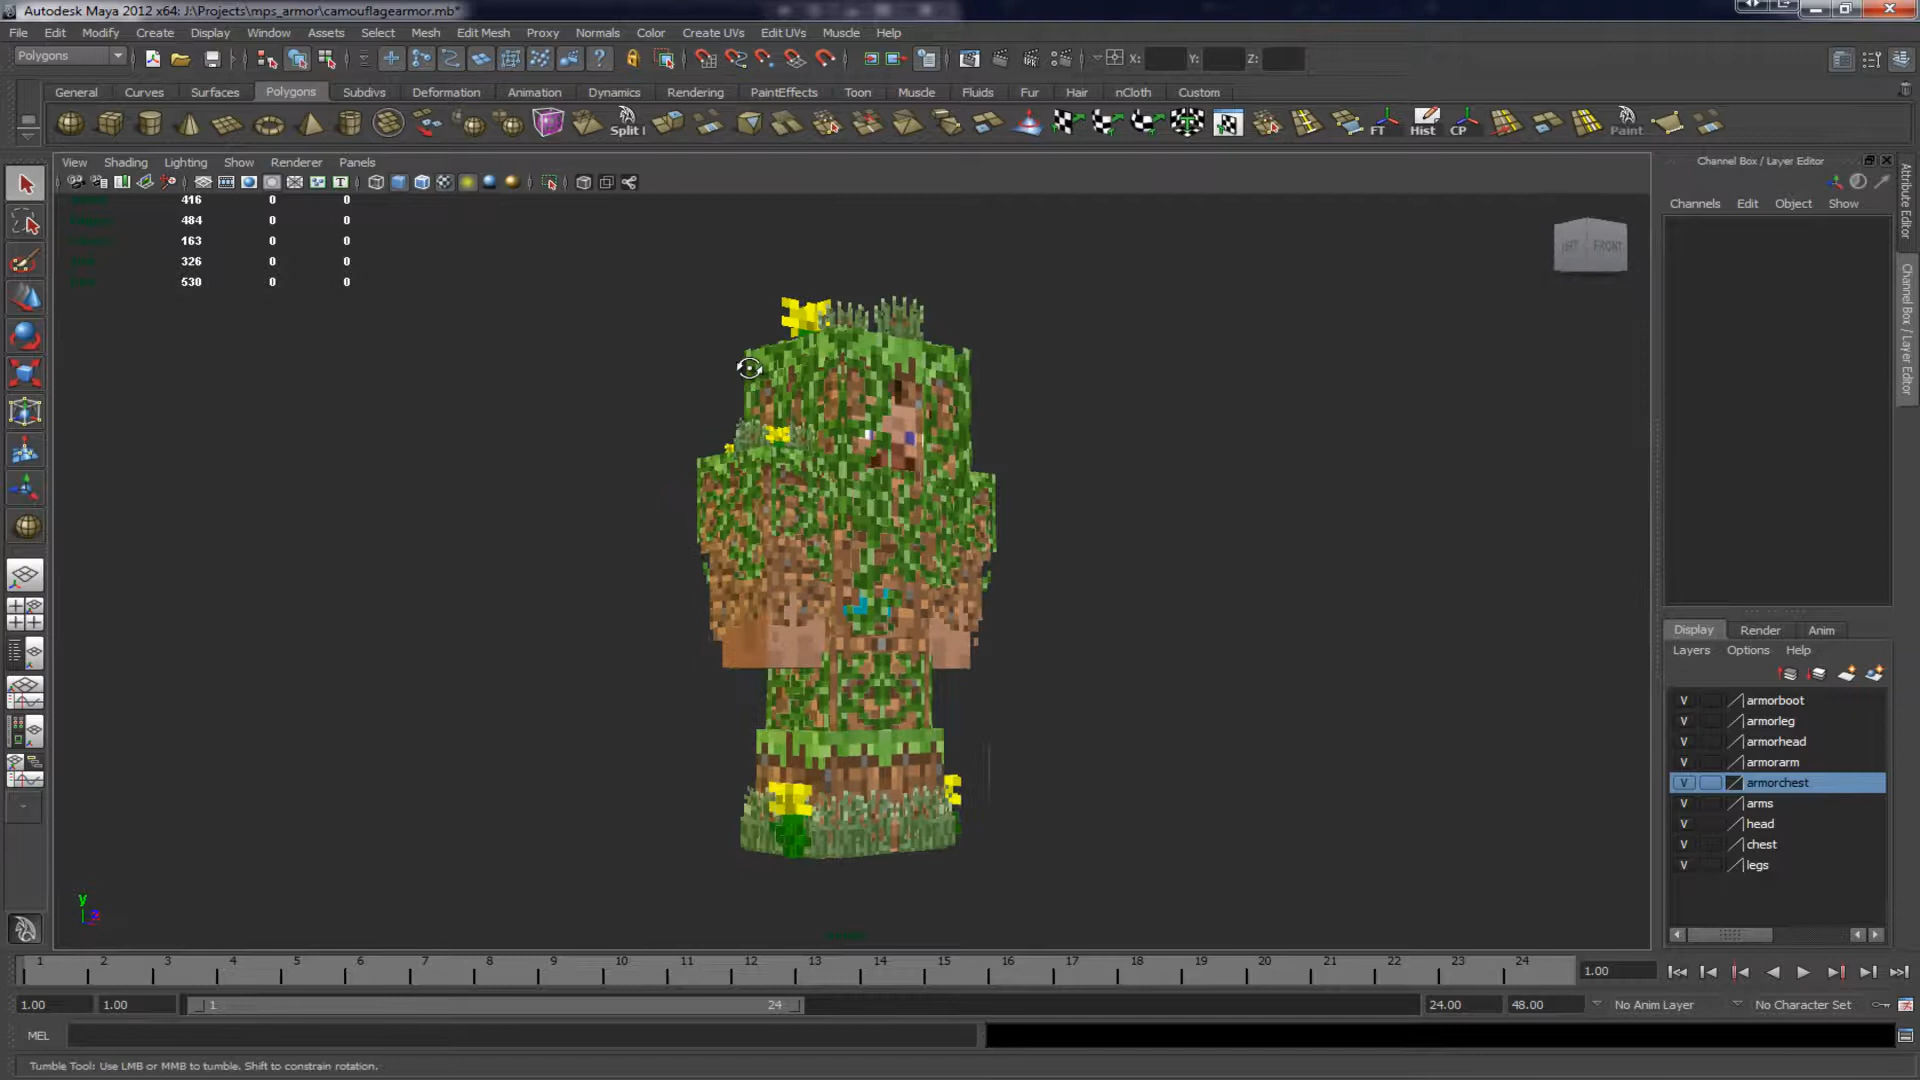 Autodesk Maya 2012 x64: J:\Projects\mps_armor\camouflagearmor.mb*
File Edit Modify Create Display Window Assets Select Mesh Edit Mesh Proxy Normals Color Create UVs Edit UVs Muscle Help
Polygons X: Y: Z:
General Curves Surfaces Polygons Subdivs Deformation Animation Dynamics Rendering PaintEffects Toon Muscle Fluids Fur Hair nCloth Custom
Split FT Hist CP Paint
View Shading Lighting Show Renderer Panels
Channel Box / Layer Editor
Channels Edit Object Show
416 0 0
484 0 0
163 0 0
326 0 0
530 0 0
FRONT
Attribute Editor
Channel Box / Layer Editor
Display Render Anim
Layers Options Help
V armorboot
V armorleg
V armorhead
V armorarm
V armorchest
V arms
V head
V chest
V legs
y
z
1 2 3 4 5 6 7 8 9 10 11 12 13 14 15 16 17 18 19 20 21 22 23 24 1.00
1.00 1.00 1 24 24.00 48.00 No Anim Layer No Character Set
MEL
Tumble Tool: Use LMB or MMB to tumble. Shift to constrain rotation.